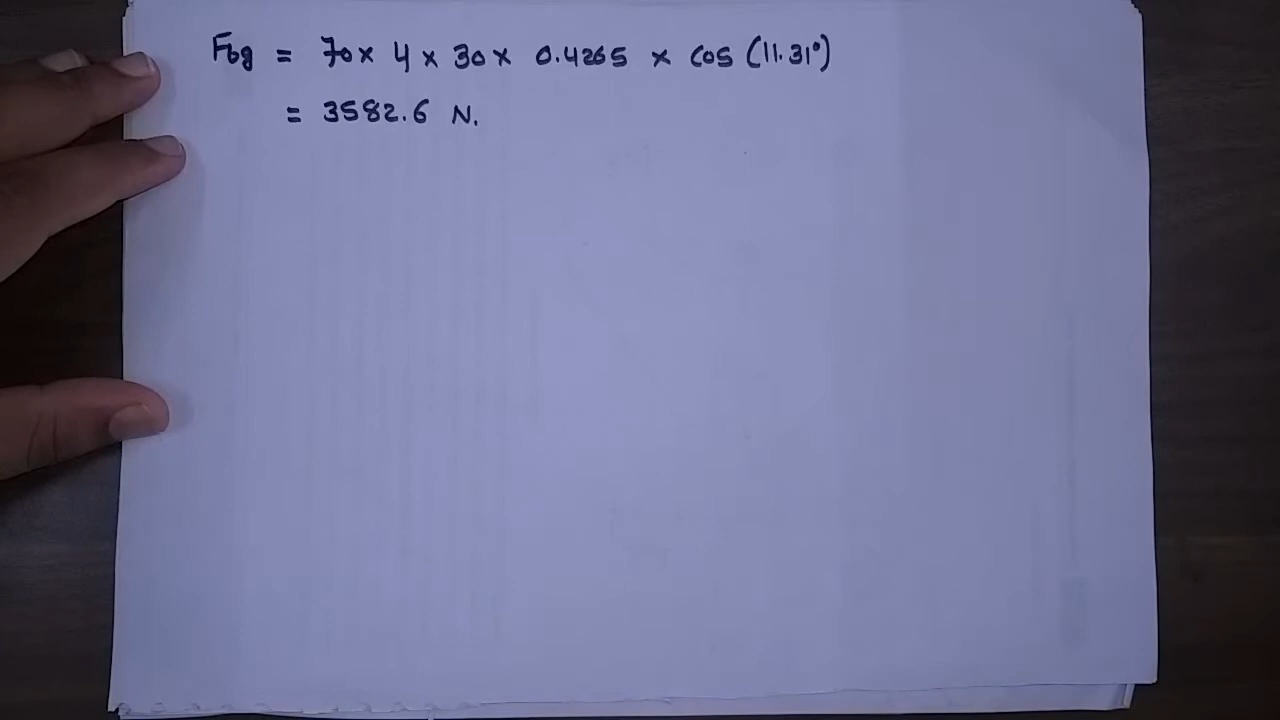 Fbg = 70 x 4 x 30 x 0.4265 x cos (11.31°)
= 3582.6 N.